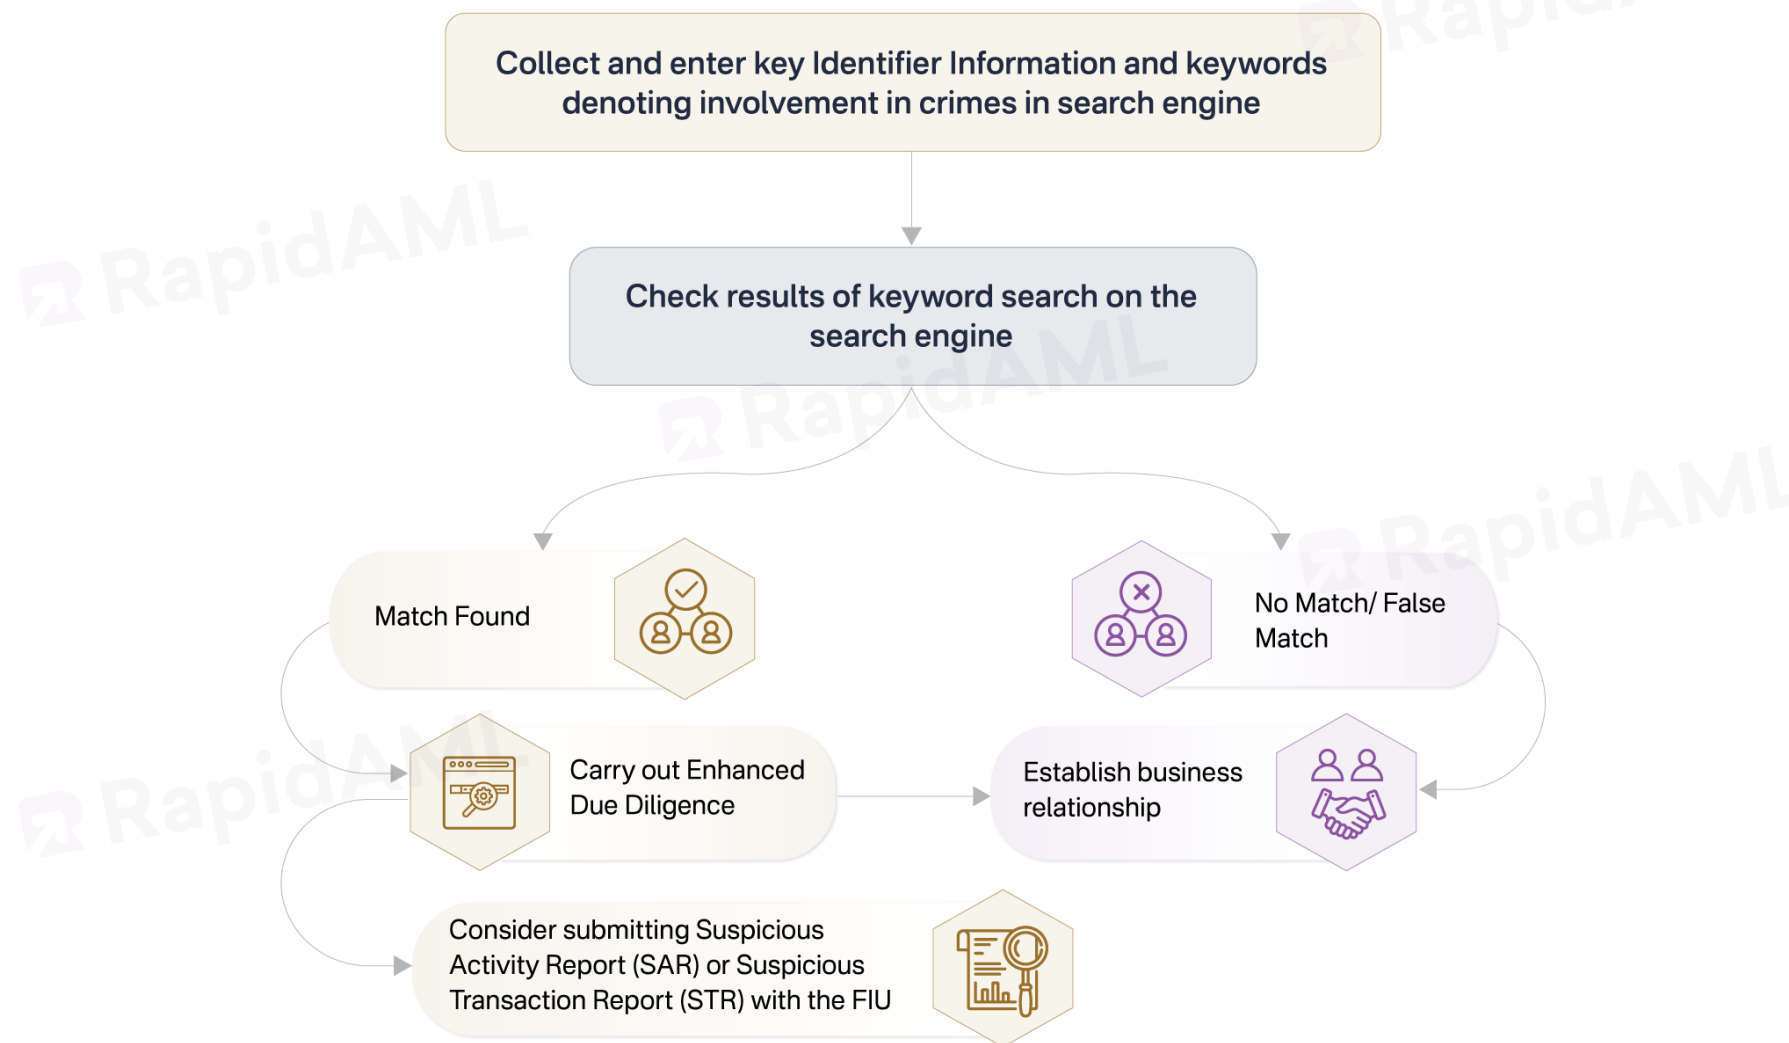 RapidAML
Collect and enter key Identifier Information and keywords
denoting involvement in crimes in search engine
RapidAML
Check results of keyword search on the
search engine
RapidAML
RapidAML
Match Found
No Match/ False
Match
RapidAML
Carry out Enhanced
Due Diligence
Establish business
relationship
Consider submitting Suspicious
Activity Report (SAR) or Suspicious
Transaction Report (STR) with the FIU